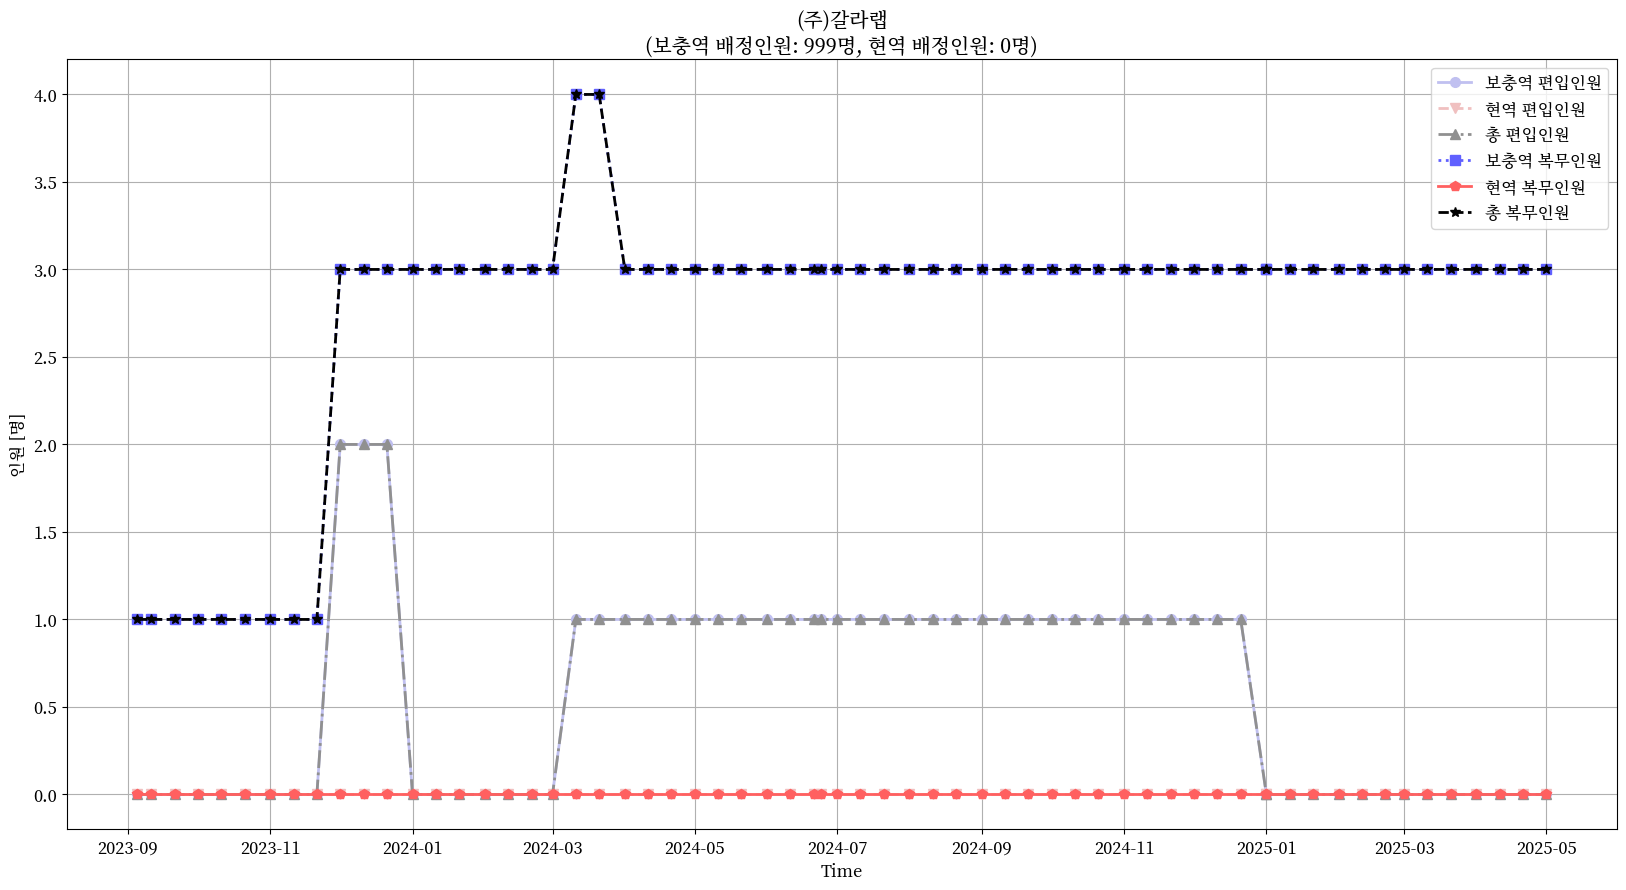 (주)갈라랩
(보충역 배정인원: 999명, 현역 배정인원: 0명)
보충역 편입인원
현역 편입인원
총 편입인원
보충역 복무인원
현역 복무인원
총 복무인원
인원 [명]
4.0
3.5
3.0
2.5
2.0
1.5
1.0
0.5
0.0
2023-09 2023-11 2024-01 2024-03 2024-05 2024-07 2024-09 2024-11 2025-01 2025-03 2025-05
Time